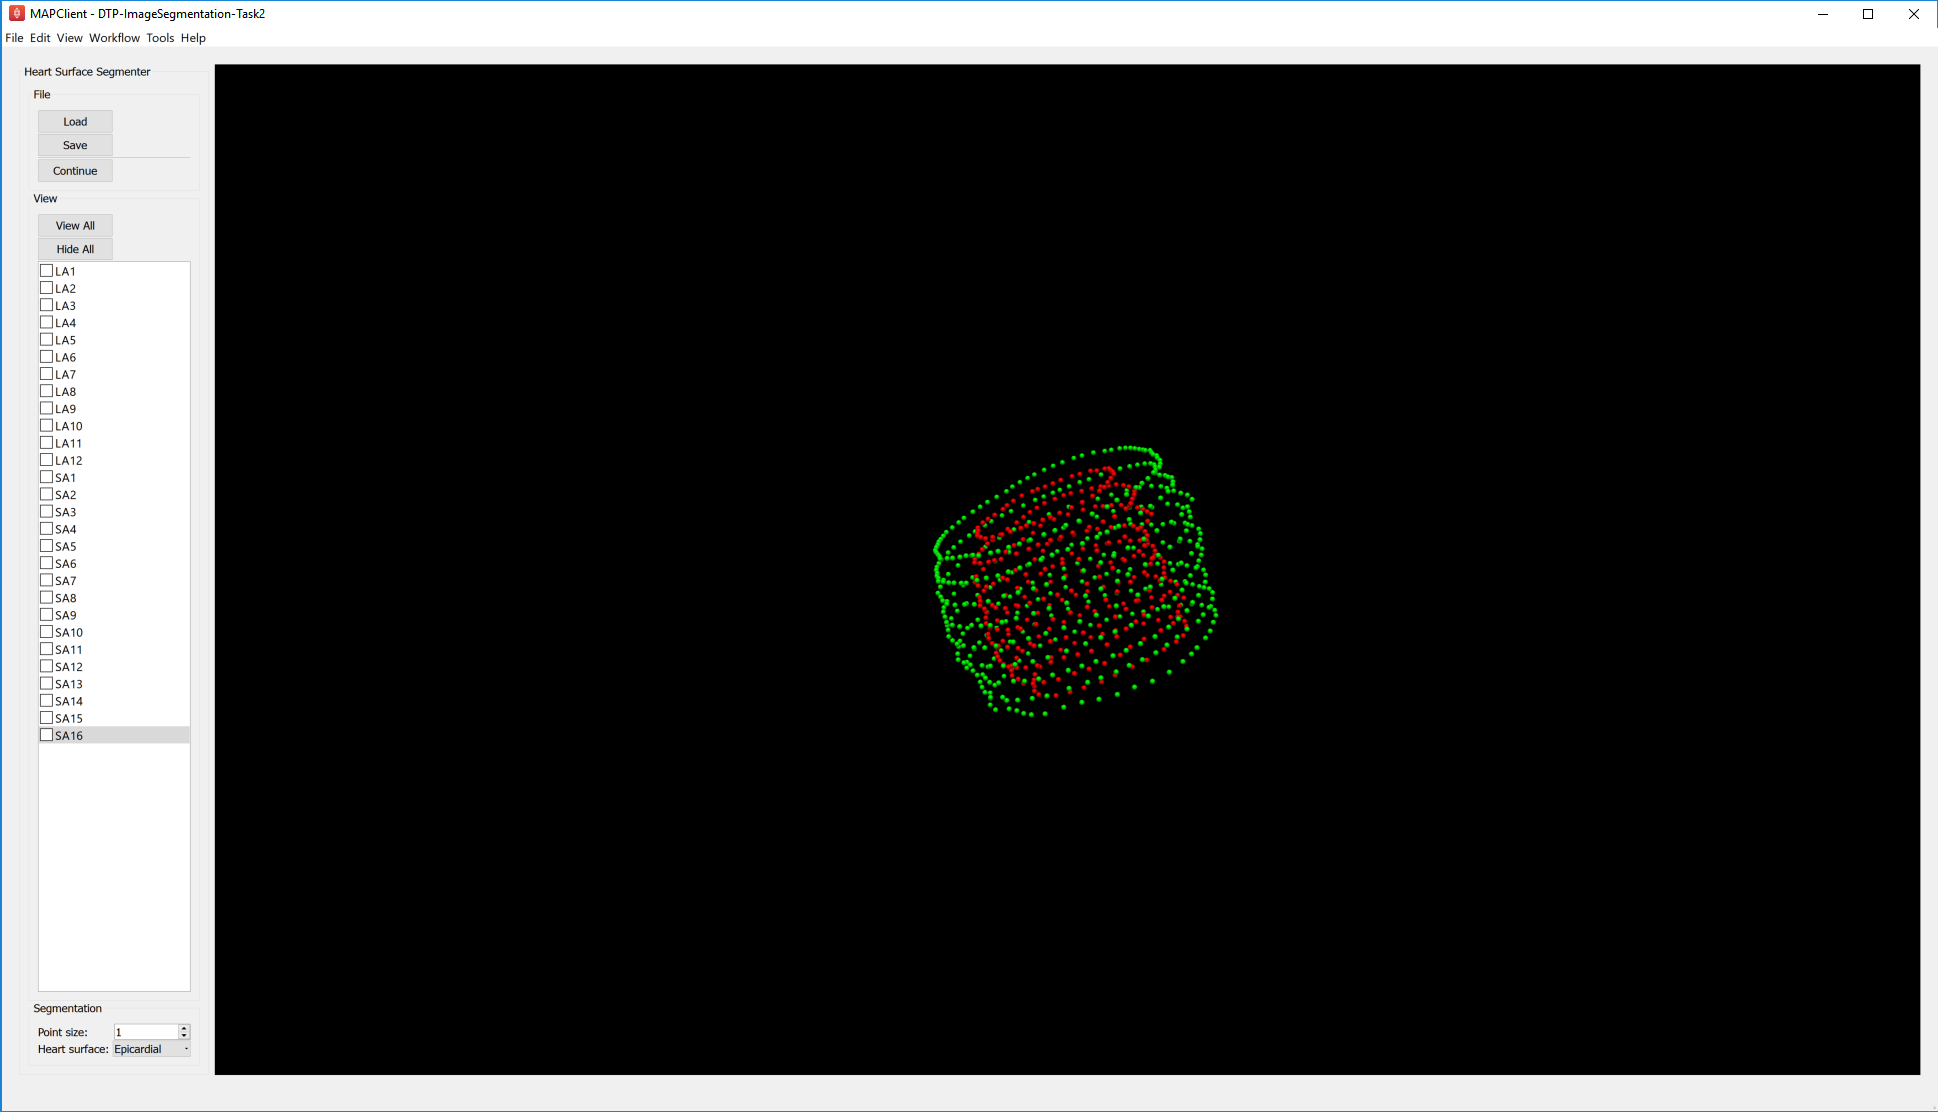 MAPClient - DTP-ImageSegmentation-Task2
File Edit View Workflow Tools Help
Heart Surface Segmenter
File
Load
Save
Continue
View
View All
Hide All
LA1
LA2
LA3
LA4
LA5
LA6
LA7
LA8
LA9
LA10
LA11
LA12
SA1
SA2
SA3
SA4
SA5
SA6
SA7
SA8
SA9
SA10
SA11
SA12
SA13
SA14
SA15
SA16
Segmentation
Point size: 1
Heart surface: Epicardial